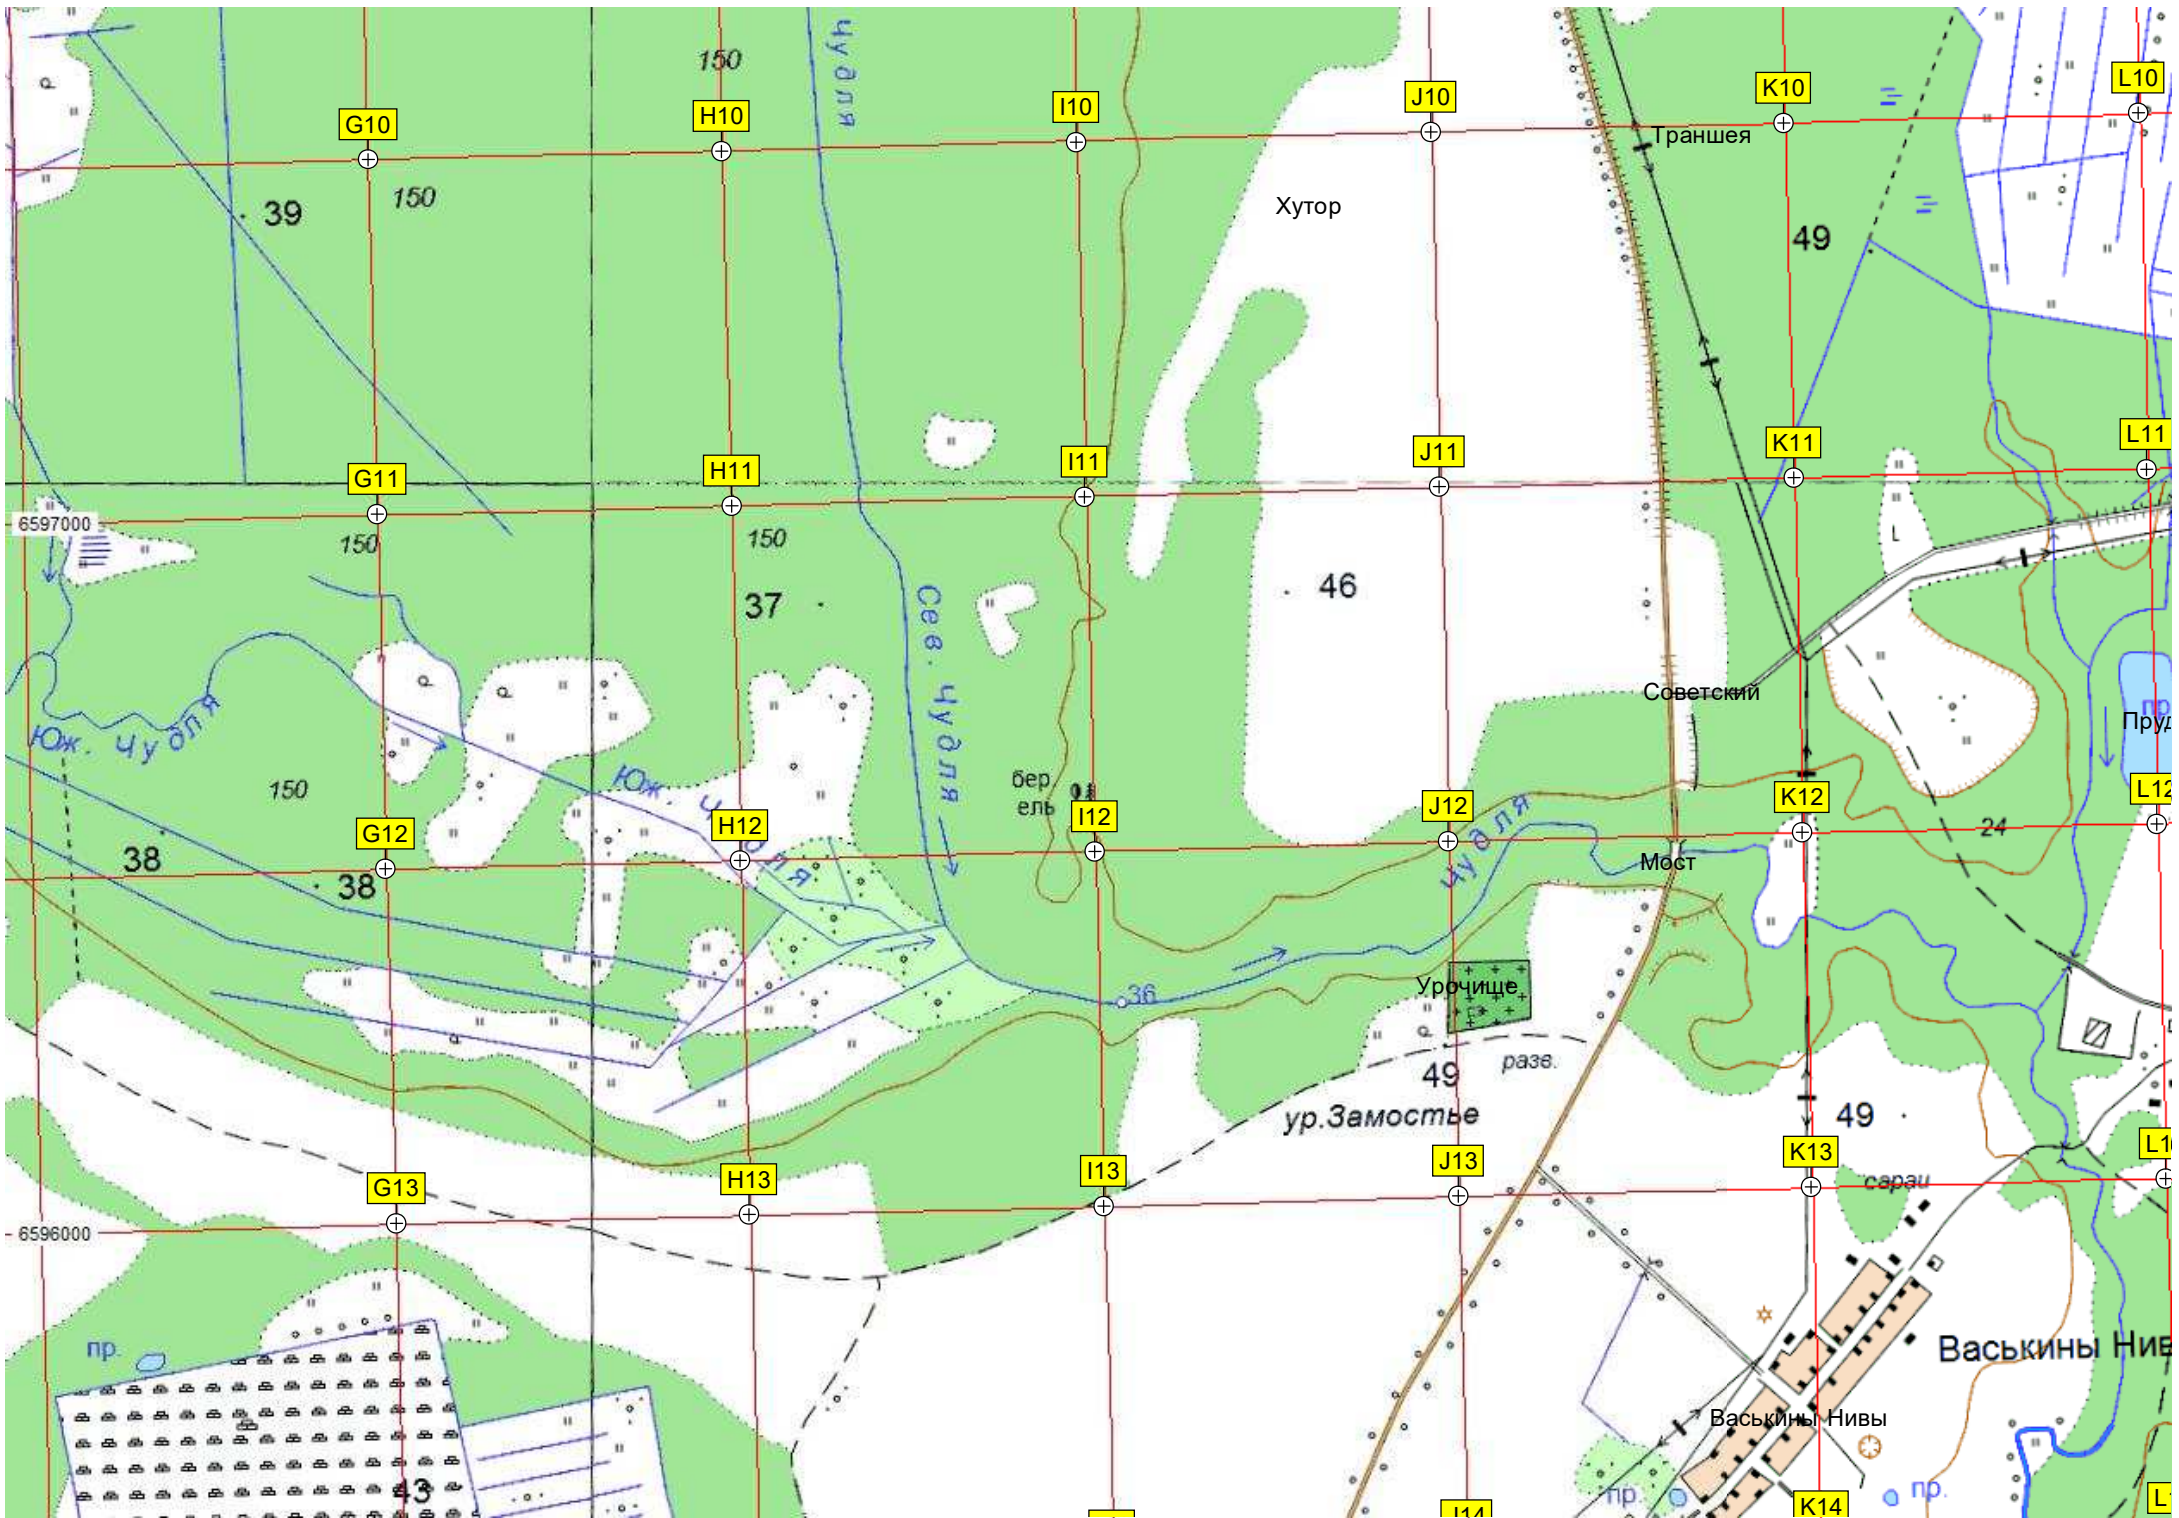 Чудля
150
G10
H10
I10
J10
K10
L10
Траншея
39
150
Хутор
49
G11
H11
I11
J11
K11
L11
6597000
150
150
37
46
Сев. Чудля
Советский
Юж. Чудля
пр.
Пруд
150
Юж. Чудля
бер
ель
G12
H12
I12
J12
K12
L12
Чудля
24
38
38
Мост
36
Урочище
49
разв.
ур.Замостье
49
G13
H13
I13
J13
K13
сараи
6596000
пр.
Васькины Нив
Васькины Нивы
43
J14
K14
пр.
пр.